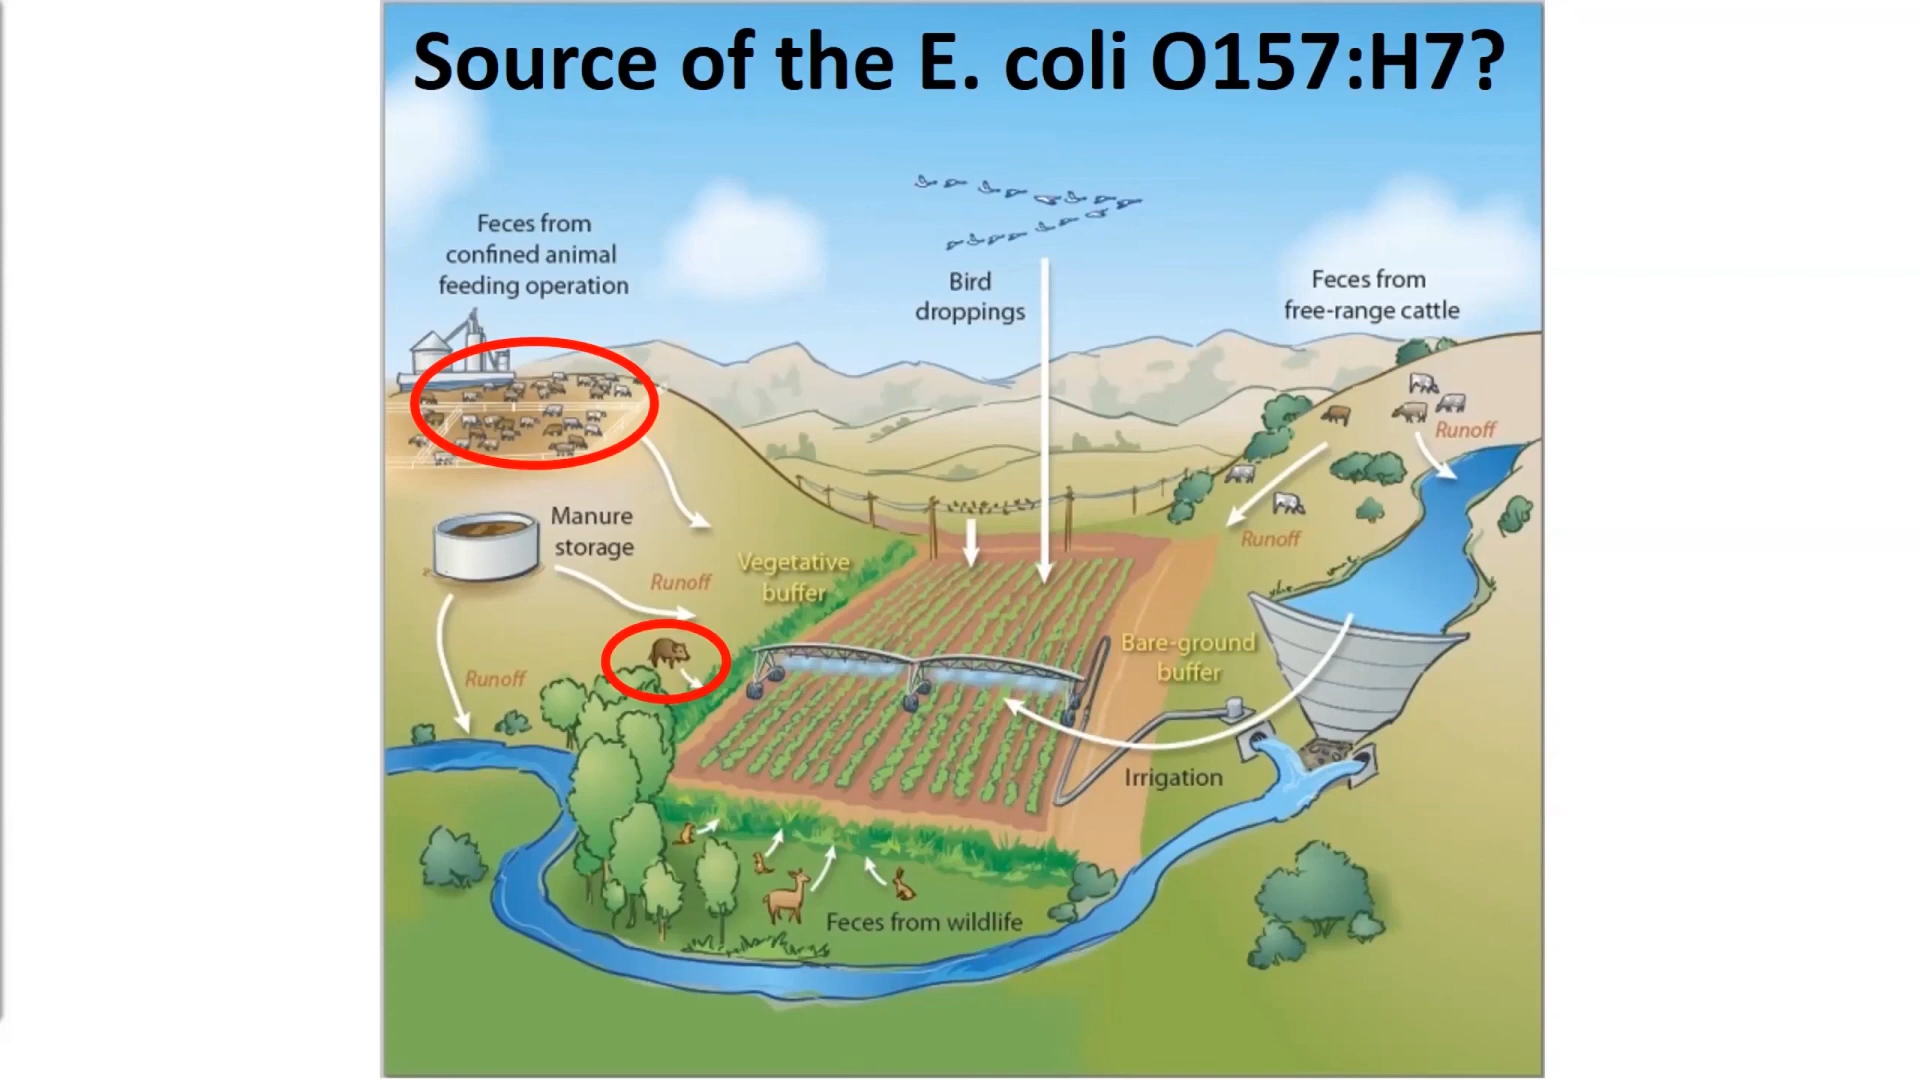 Source of the E. coli O157:H7?
Feces from
confined animal
feeding operation
Bird
droppings
Feces from
free-range cattle
Runoff
Manure
storage
Runoff
Vegetative
buffer
Runoff
Bare-ground
buffer
Runoff
Irrigation
Feces from wildlife